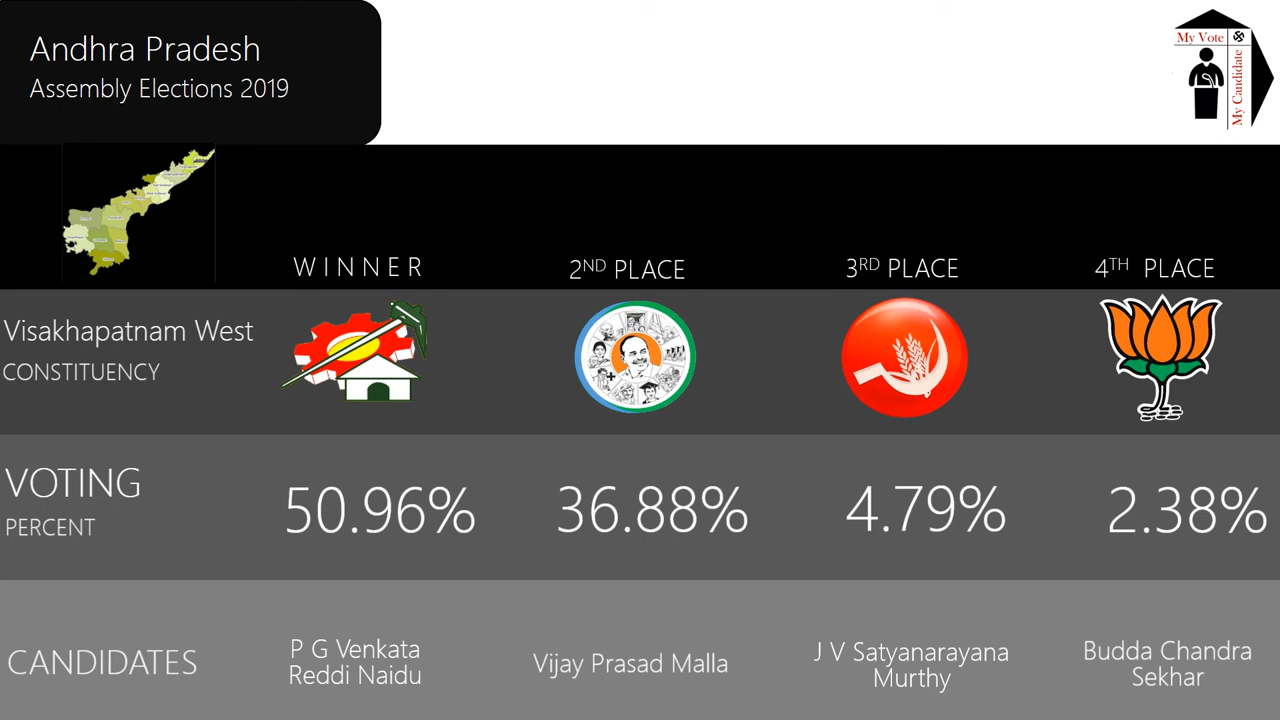 Andhra Pradesh
Assembly Elections 2019
My Vote
My Candidate
WINNER
2ND PLACE
3RD PLACE
4TH PLACE
Visakhapatnam West
CONSTITUENCY
VOTING
PERCENT
50.96%
36.88%
4.79%
2.38%
CANDIDATES
P G Venkata
Reddi Naidu
Vijay Prasad Malla
J V Satyanarayana
Murthy
Budda Chandra
Sekhar